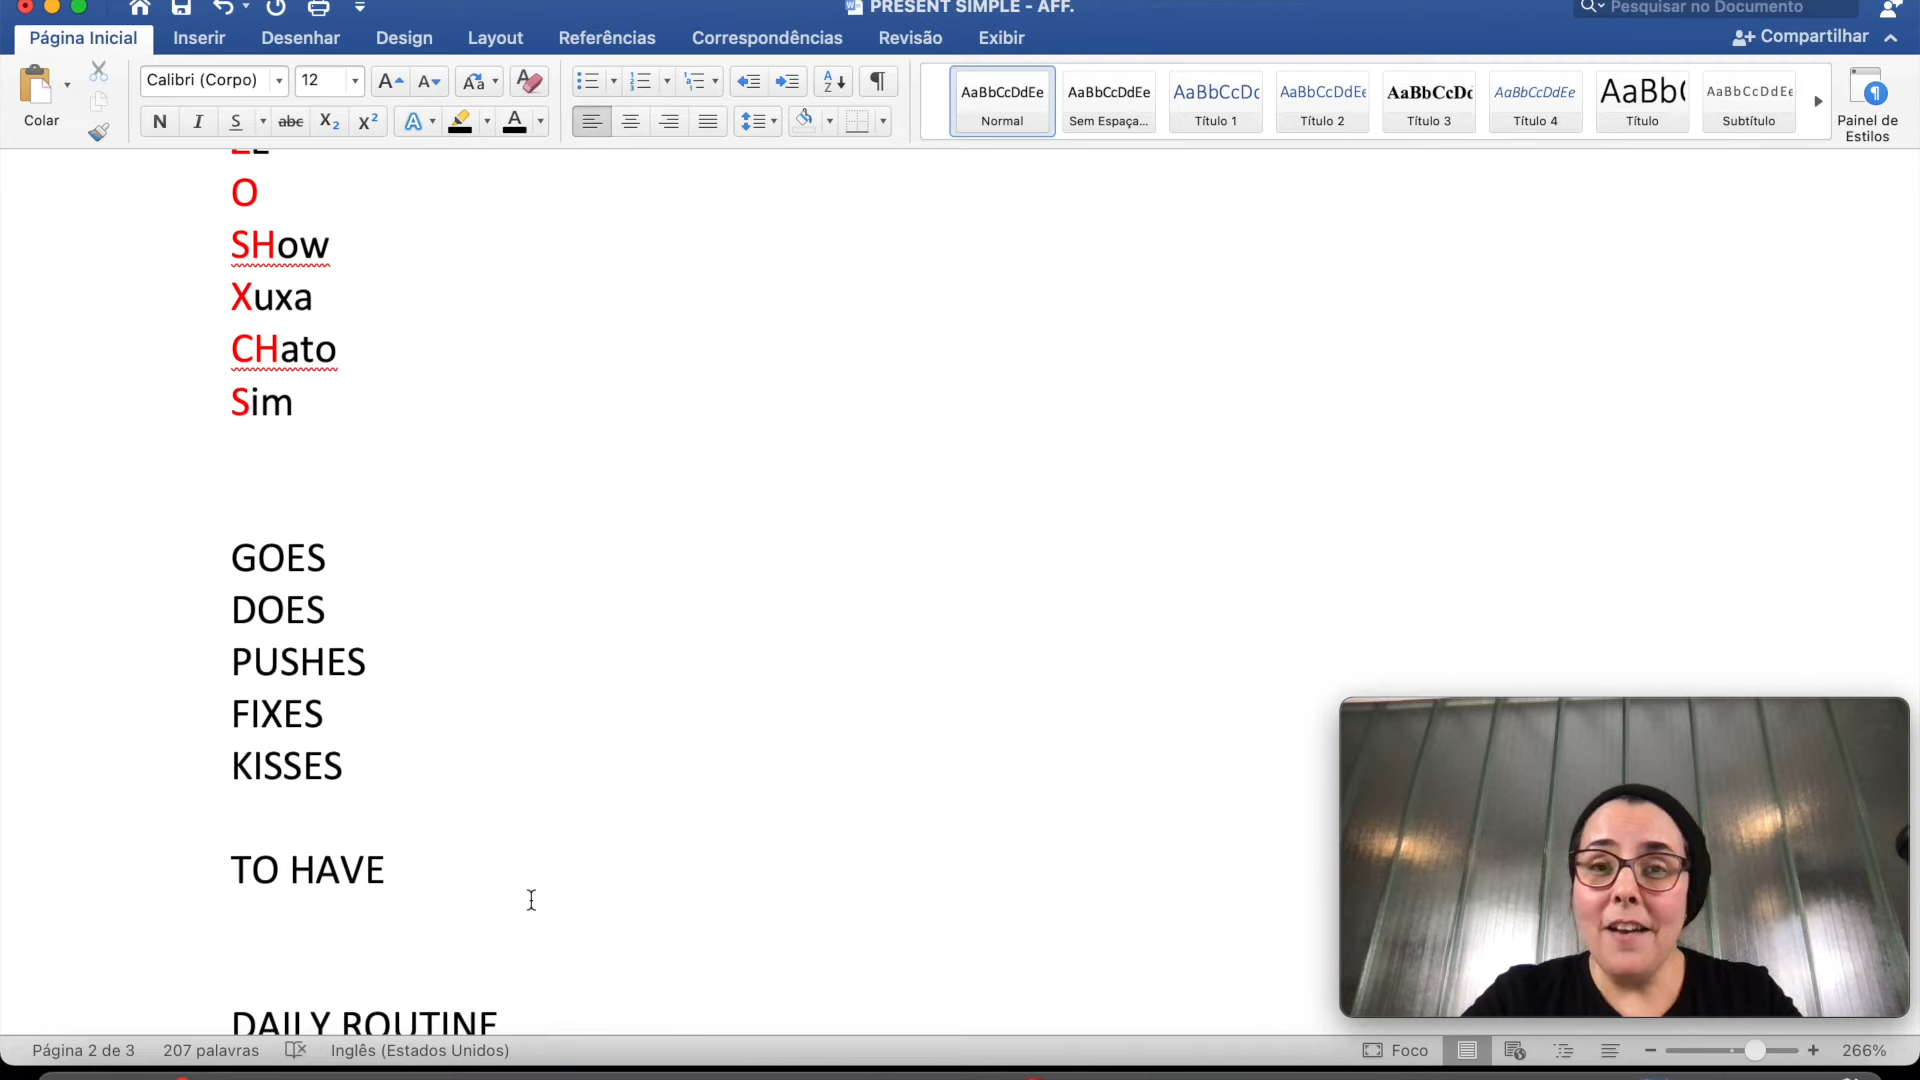 PRESENT SIMPLE - AFF.
Pesquisar no Documento
Página Inicial Inserir Desenhar Design Layout Referências Correspondências Revisão Exibir Compartilhar
Colar
Calibri (Corpo) 12
AaBbCcDdEe Normal
AaBbCcDdEe Sem Espaça...
AaBbCcDc Título 1
AaBbCcDdEe Título 2
AaBbCcDc Título 3
AaBbCcDdEe Título 4
AaBb( Título
AaBbCcDdEe Subtítulo
Painel de Estilos
O
SHow
Xuxa
CHato
Sim
GOES
DOES
PUSHES
FIXES
KISSES
TO HAVE
DAILY ROUTINE
Página 2 de 3 207 palavras Inglês (Estados Unidos) Foco 266%